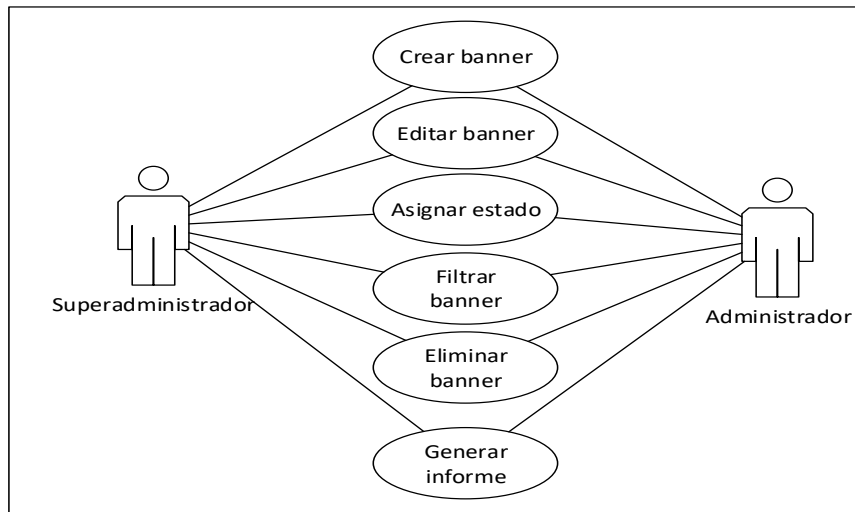 Crear banner
Editar banner
Asignar estado
Filtrar
banner
Superadministrador
Administrador
Eliminar
banner
Generar
informe